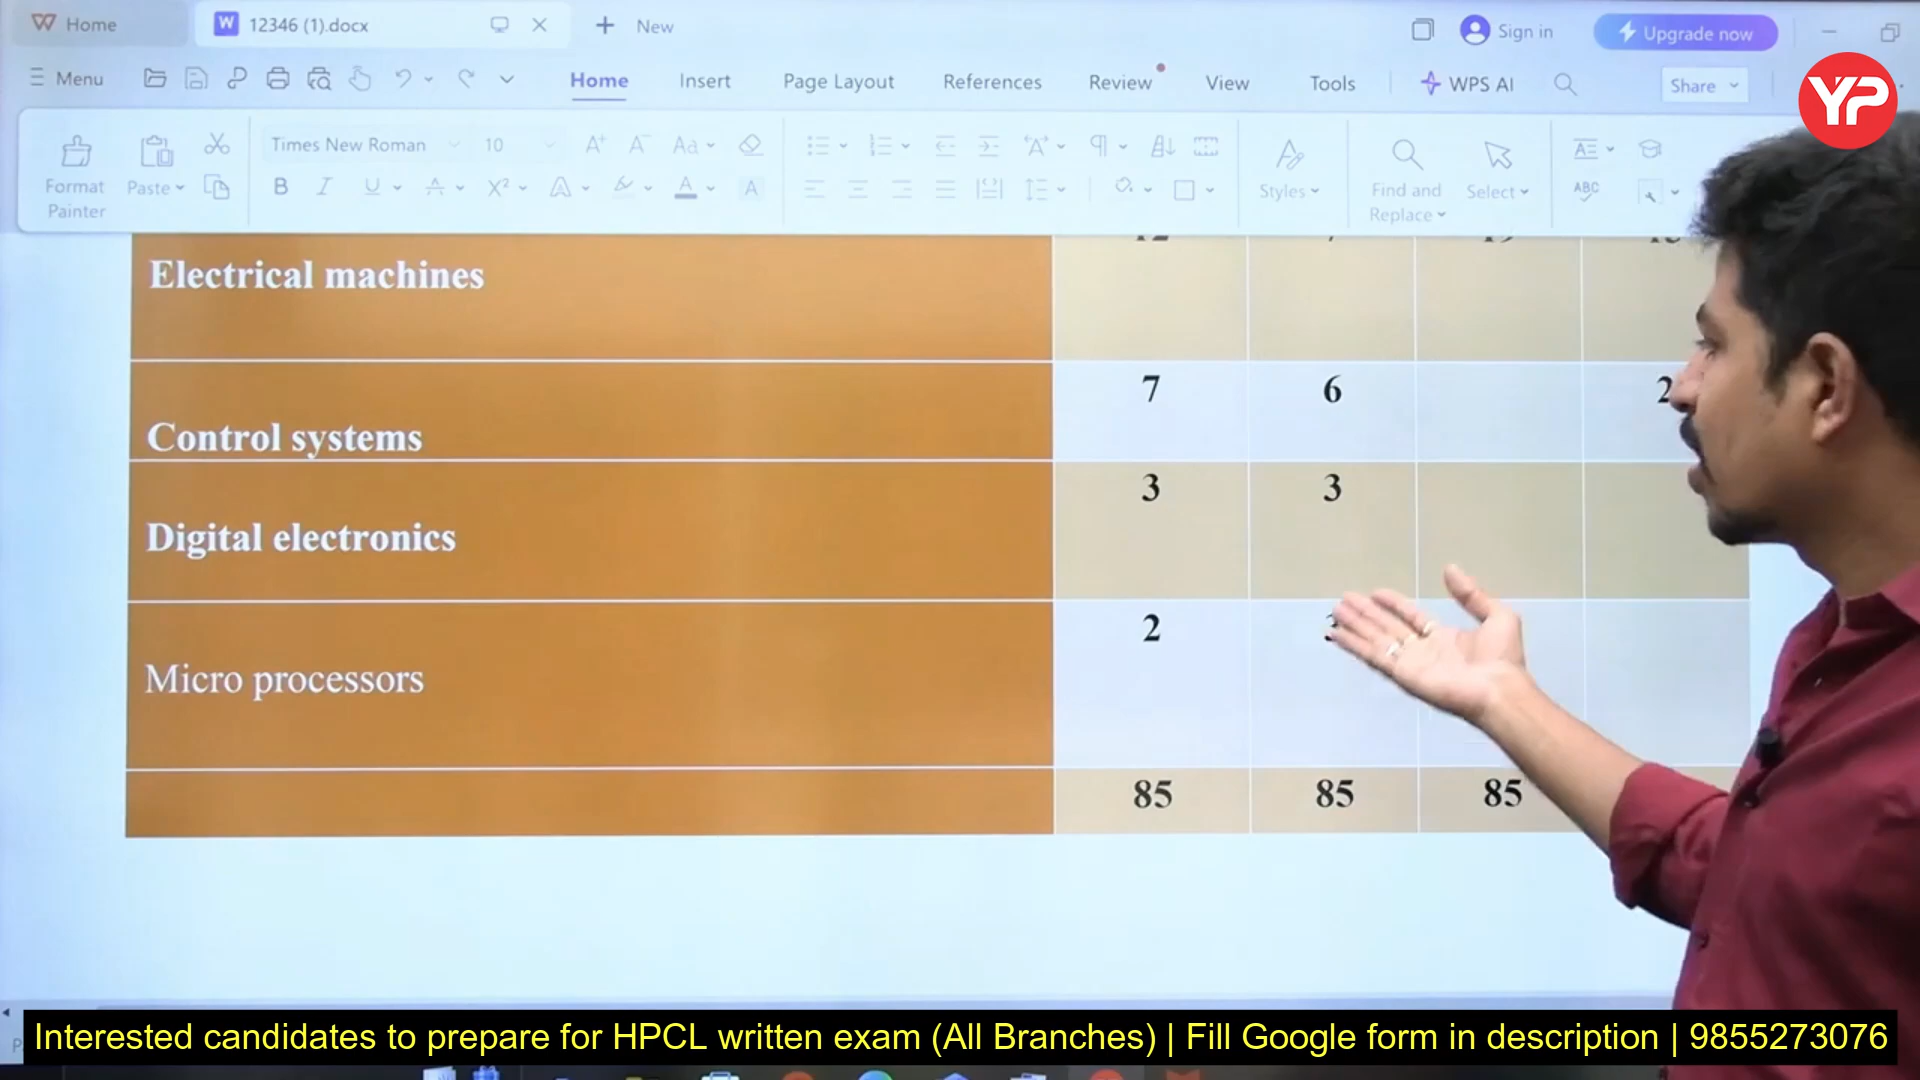 Home
12346 (1).docx
New
Sign in
Upgrade now
Menu
Home
Insert
Page Layout
References
Review
View
Tools
WPS AI
Share
YP
Format Painter
Paste
Times New Roman
10
Styles
Find and Replace
Select
Electrical machines
Control systems
7
6
2
Digital electronics
3
3
Micro processors
2
85
85
85
Interested candidates to prepare for HPCL written exam (All Branches) | Fill Google form in description | 9855273076